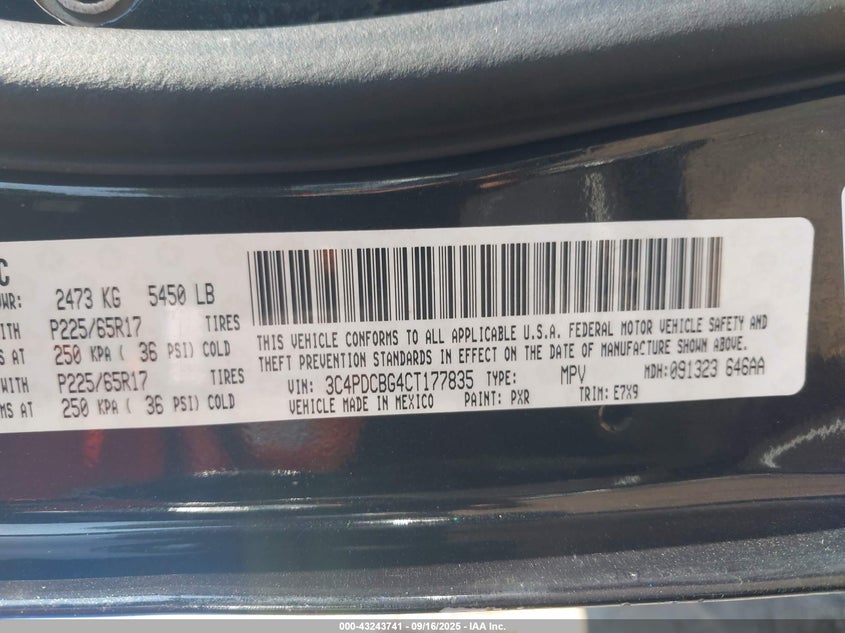 C
2473 KG 5450 LB
WITH P225/65R17 TIRES
AT 250 KPA ( 36 PSI) COLD
WITH P225/65R17 TIRES
MS AT 250 KPA ( 36 PSI) COLD
THIS VEHICLE CONFORMS TO ALL APPLICABLE U.S.A. FEDERAL MOTOR VEHICLE SAFETY AND
THEFT PREVENTION STANDARDS IN EFFECT ON THE DATE OF MANUFACTURE SHOWN ABOVE.
VIN: 3C4PDCBG4CT177835 TYPE: MPV MDH:091323 646AA
VEHICLE MADE IN MEXICO PAINT: PXR TRIM: E7X9
000-43243741 - 09/16/2025 - IAA Inc.